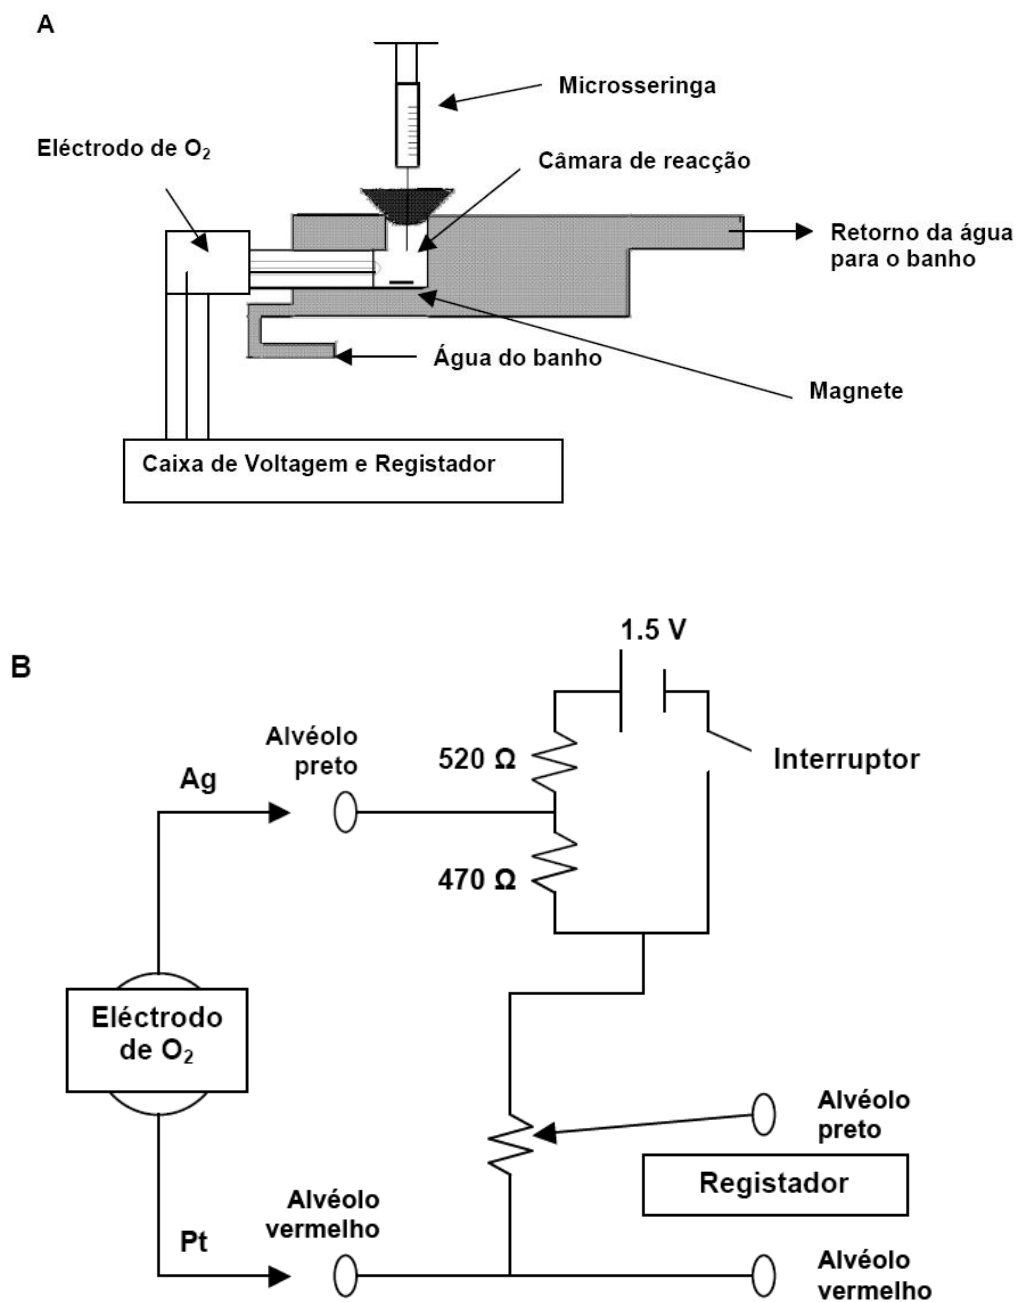 A
Microsseringa
Eléctrodo de O₂
Câmara de reacção
Retorno da água
para o banho
Água do banho
Magnete
Caixa de Voltagem e Registador
1.5 V
B
Alvéolo
preto
520 Ω
Interruptor
Ag
470 Ω
Eléctrodo
de O₂
Alvéolo
preto
Registador
Alvéolo
vermelho
Pt
Alvéolo
vermelho